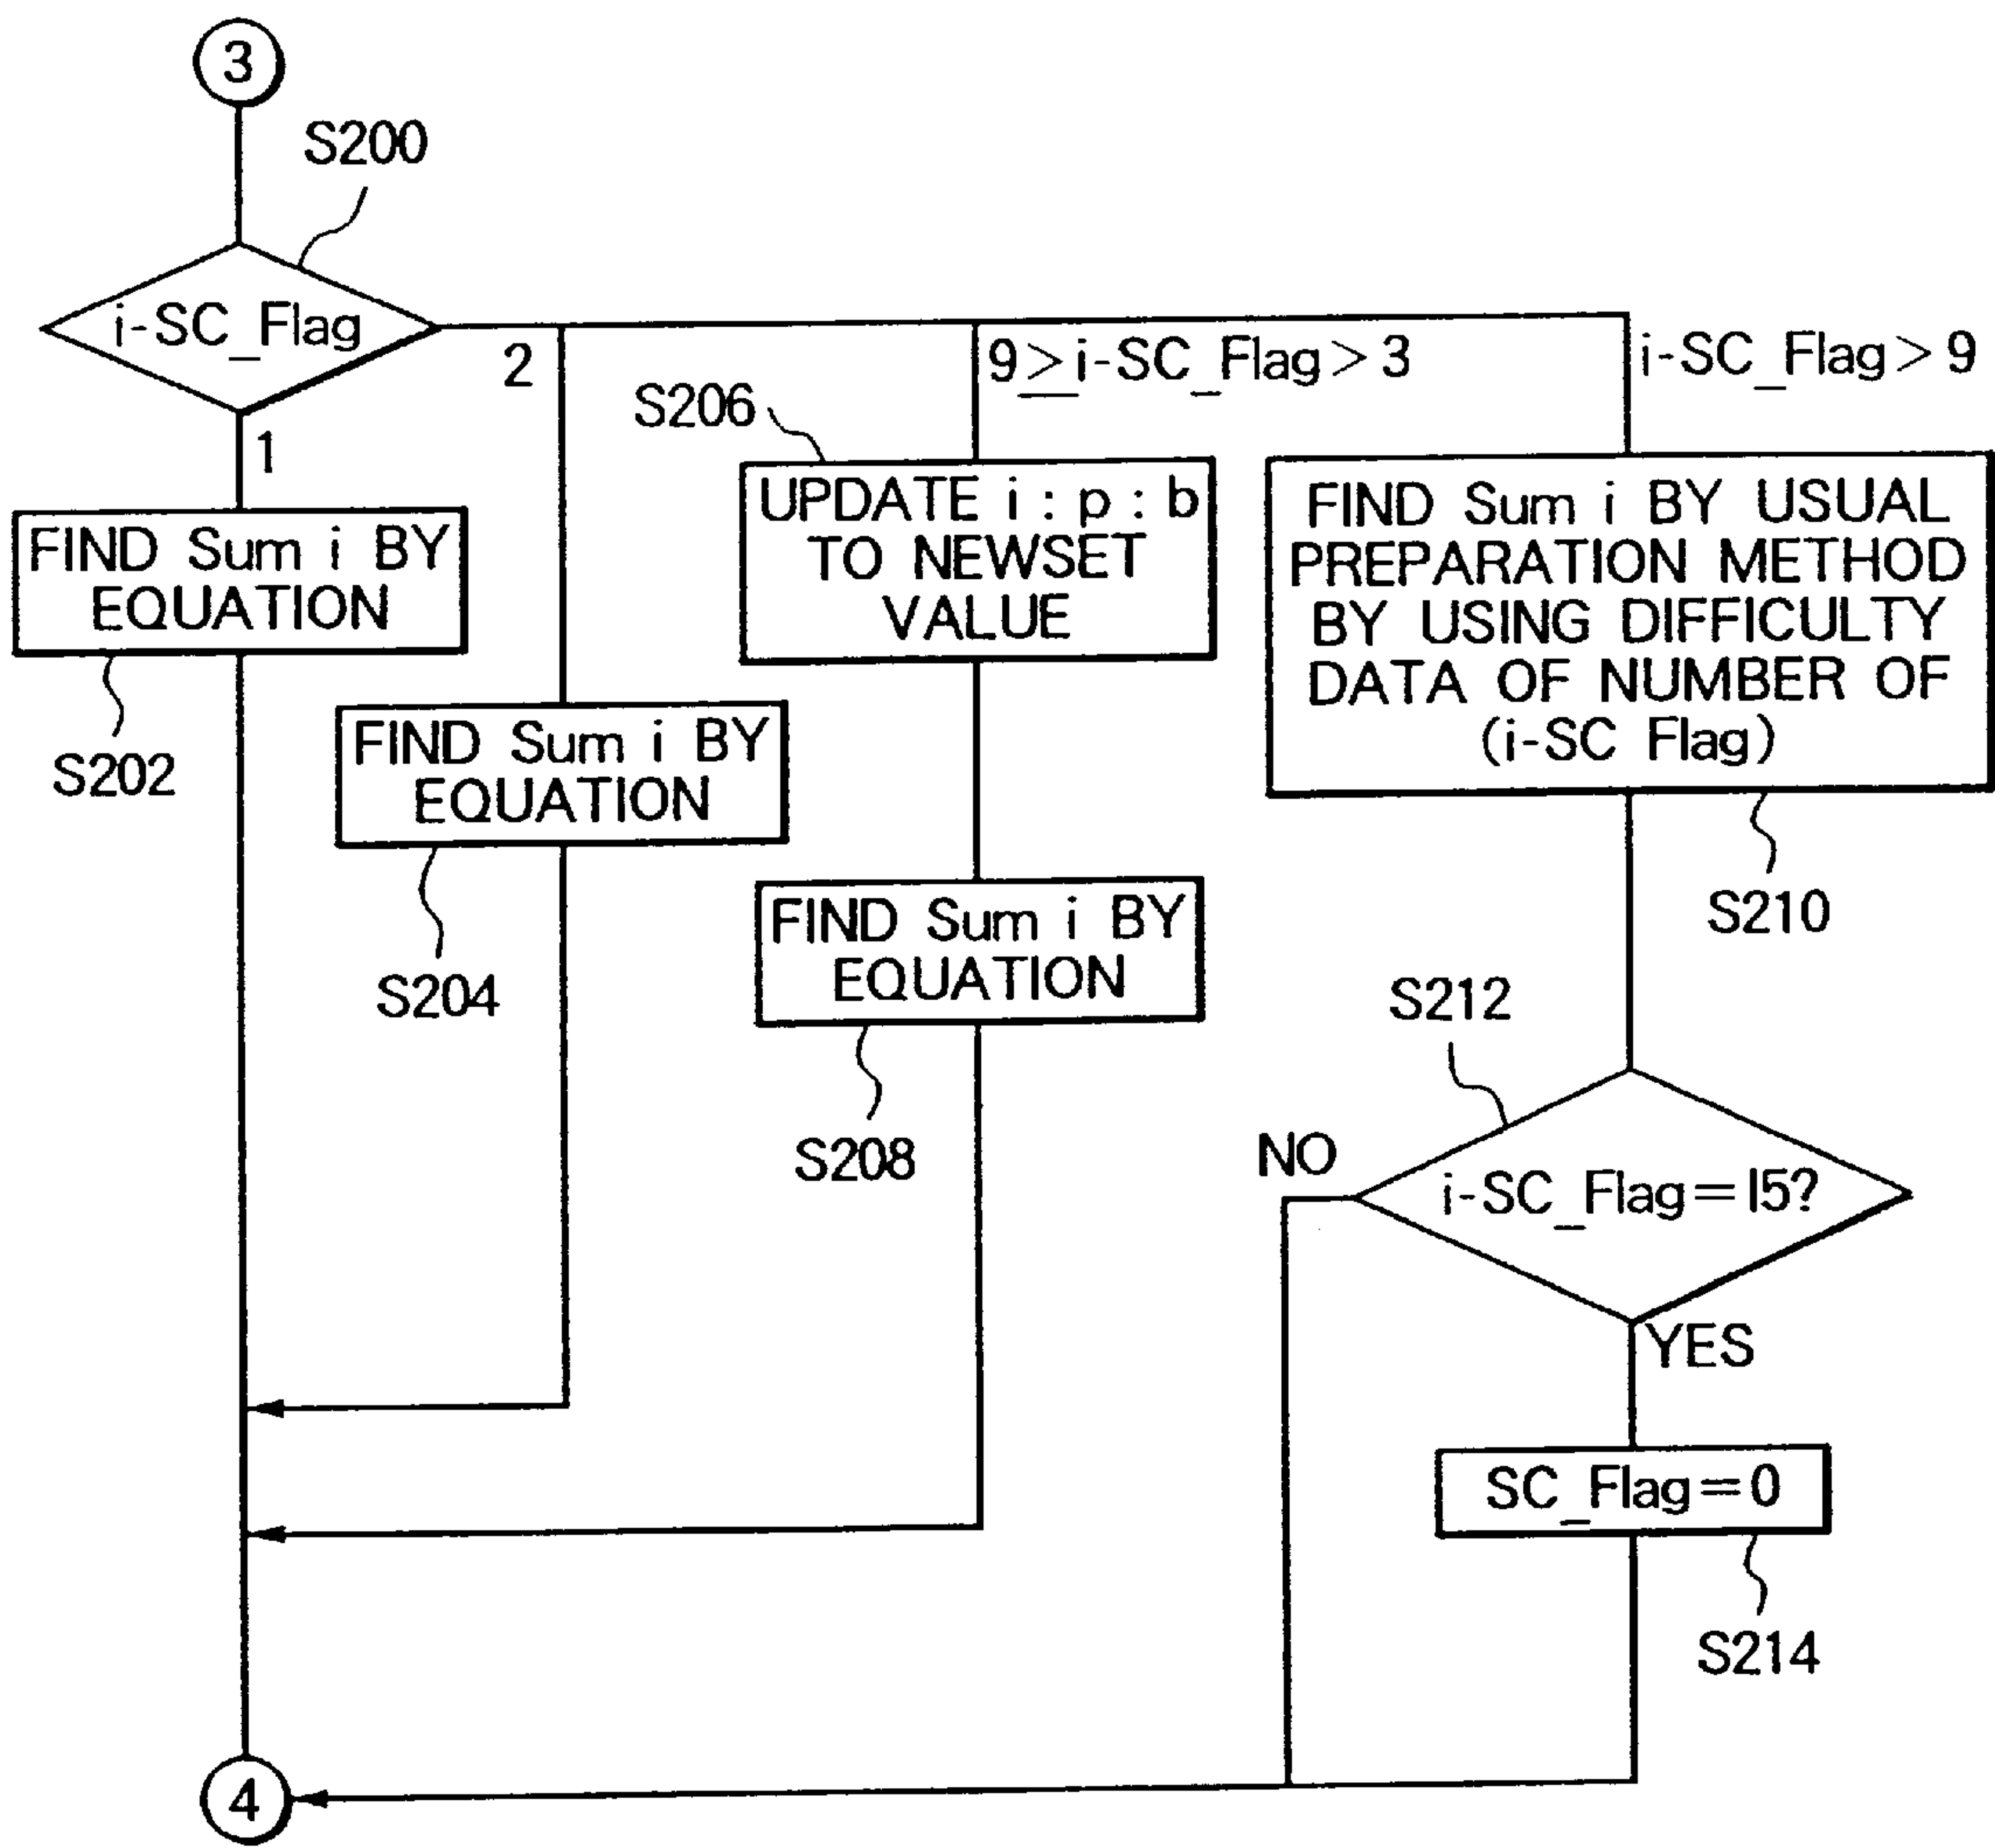 3
S200
i-SC_Flag
1
2
9≥i-SC_Flag>3
i-SC_Flag>9
S206
FIND Sum i BY
EQUATION
S202
FIND Sum i BY
EQUATION
S204
UPDATE i : p : b
TO NEWSET
VALUE
FIND Sum i BY
EQUATION
S208
FIND Sum i BY USUAL
PREPARATION METHOD
BY USING DIFFICULTY
DATA OF NUMBER OF
(i-SC Flag)
S210
S212
NO
i-SC_Flag=15?
YES
SC_Flag=0
S214
4